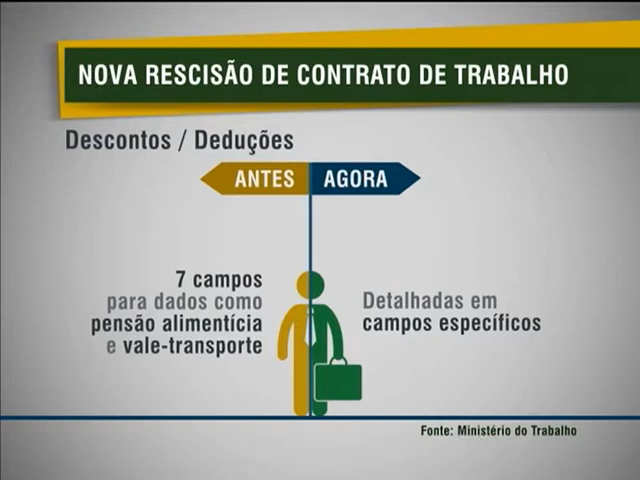 NOVA RESCISÃO DE CONTRATO DE TRABALHO
Descontos / Deduções
ANTES AGORA
7 campos
para dados como
pensão alimentícia
e vale-transporte
Detalhadas em
campos específicos
Fonte: Ministério do Trabalho